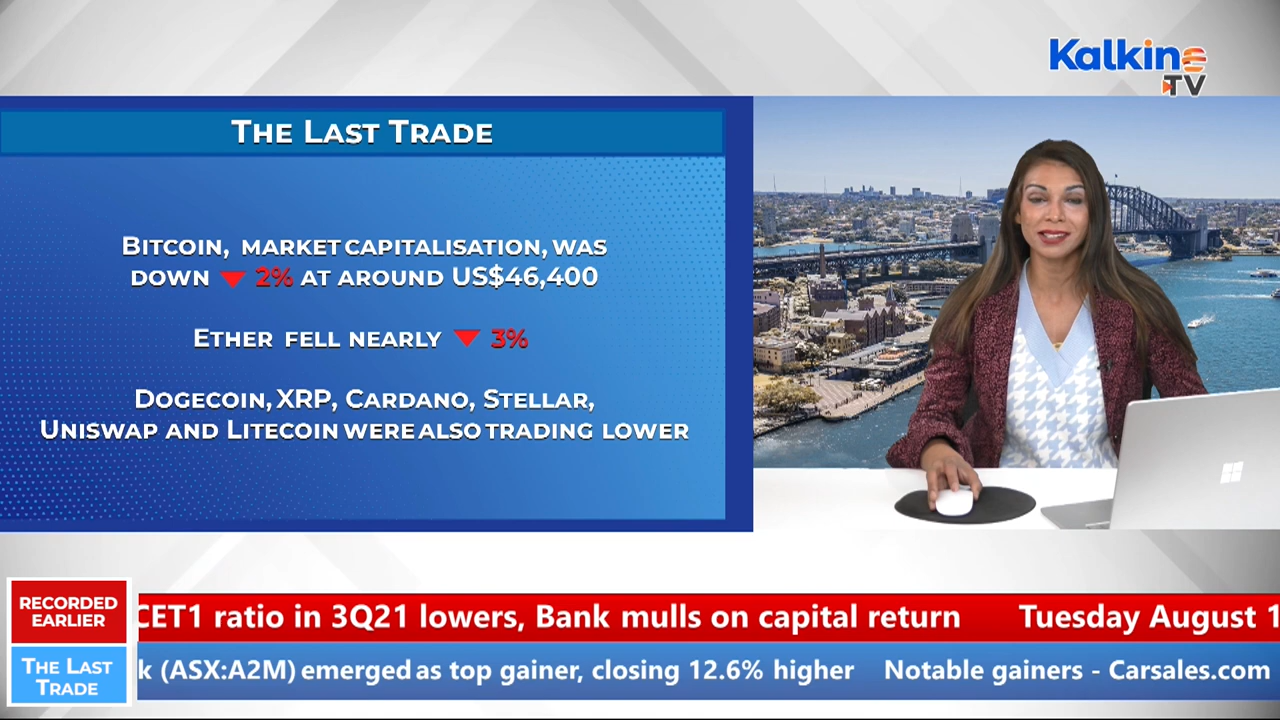 Kalkine
TV
THE LAST TRADE
BITCOIN, MARKET CAPITALISATION, WAS
DOWN 2% AT AROUND US$46,400
ETHER FELL NEARLY 3%
DOGECOIN, XRP, CARDANO, STELLAR,
UNISWAP AND LITECOIN WERE ALSO TRADING LOWER
RECORDED
EARLIER
CET1 ratio in 3Q21 lowers, Bank mulls on capital return Tuesday August 1
THE LAST
TRADE
k (ASX:A2M) emerged as top gainer, closing 12.6% higher Notable gainers - Carsales.com